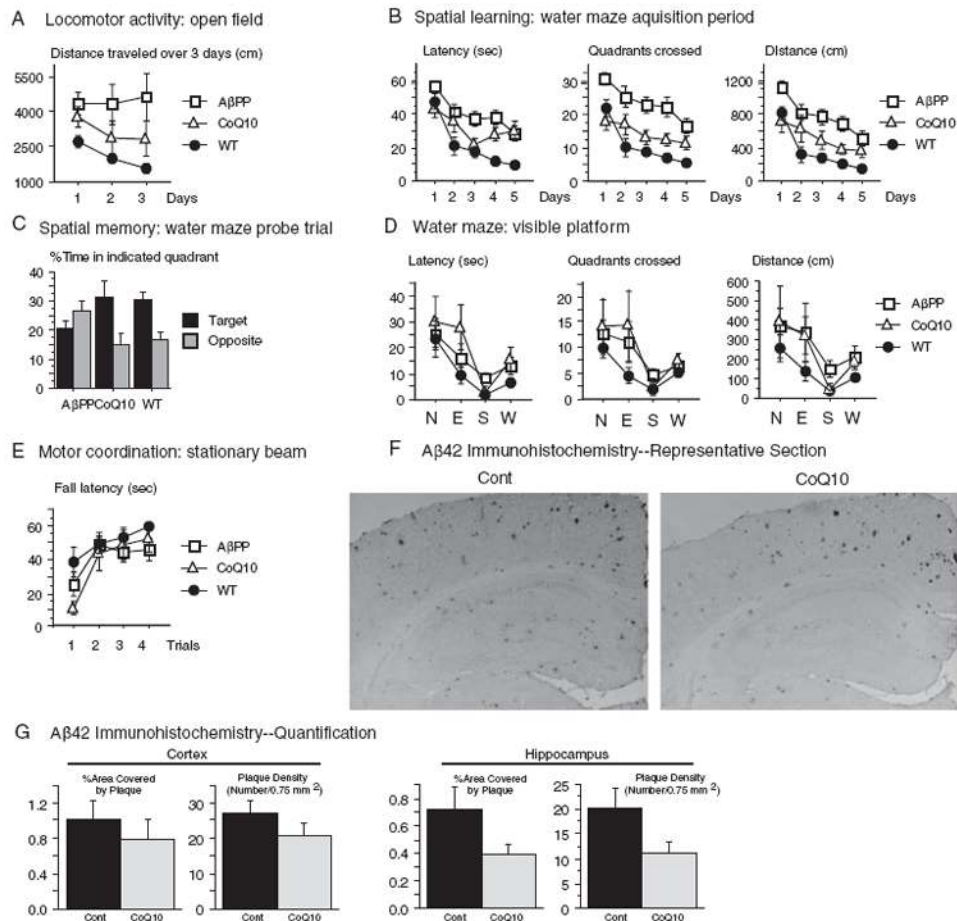 A Locomotor activity: open field
Distance traveled over 3 days (cm)
5500
4000
2500
1000
1 2 3 Days
AβPP
CoQ10
WT
B Spatial learning: water maze aquisition period
Latency (sec)
60
40
20
0
1 2 3 4 5 Days
Quadrants crossed
30
20
10
0
1 2 3 4 5 Days
DIstance (cm)
1200
800
400
0
1 2 3 4 5 Days
AβPP
CoQ10
WT
C Spatial memory: water maze probe trial
%Time in indicated quadrant
40
30
20
10
0
AβPP CoQ10 WT
Target
Opposite
D Water maze: visible platform
Latency (sec)
40
30
20
10
0
N E S W
Quadrants crossed
25
20
15
10
5
0
N E S W
Distance (cm)
600
500
400
300
200
100
0
N E S W
AβPP
CoQ10
WT
E Motor coordination: stationary beam
Fall latency (sec)
60
40
20
0
1 2 3 4 Trials
AβPP
CoQ10
WT
F Aβ42 Immunohistochemistry--Representative Section
Cont
CoQ10
G Aβ42 Immunohistochemistry--Quantification
Cortex
%Area Covered
by Plaque
1.2
0.8
0.4
0.0
Cont CoQ10
Plaque Density
(Number/0.75 mm 2)
40
30
20
10
0
Cont CoQ10
Hippocampus
%Area Covered
by Plaque
0.8
0.6
0.4
0.2
0.0
Cont CoQ10
Plaque Density
(Number/0.75 mm 2)
25
20
15
10
5
0
Cont CoQ10